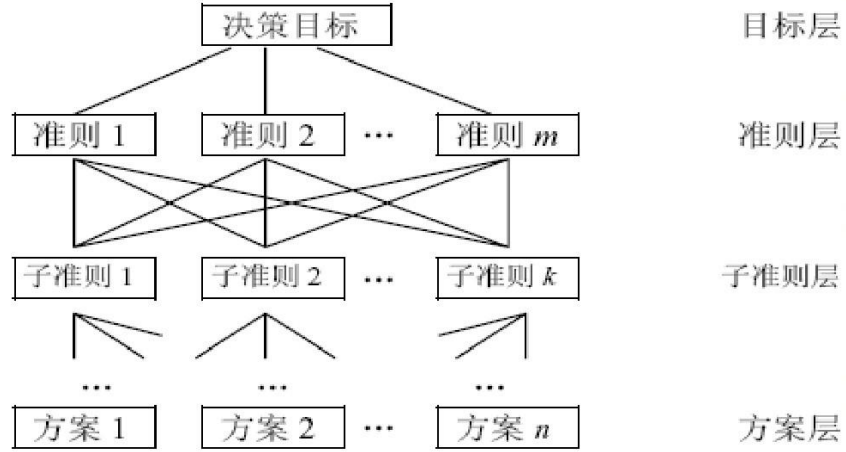 决策目标 目标层
准则 1 准则 2 … 准则 m 准则层
子准则 1 子准则 2 … 子准则 k 子准则层
… … …
方案 1 方案 2 … 方案 n 方案层